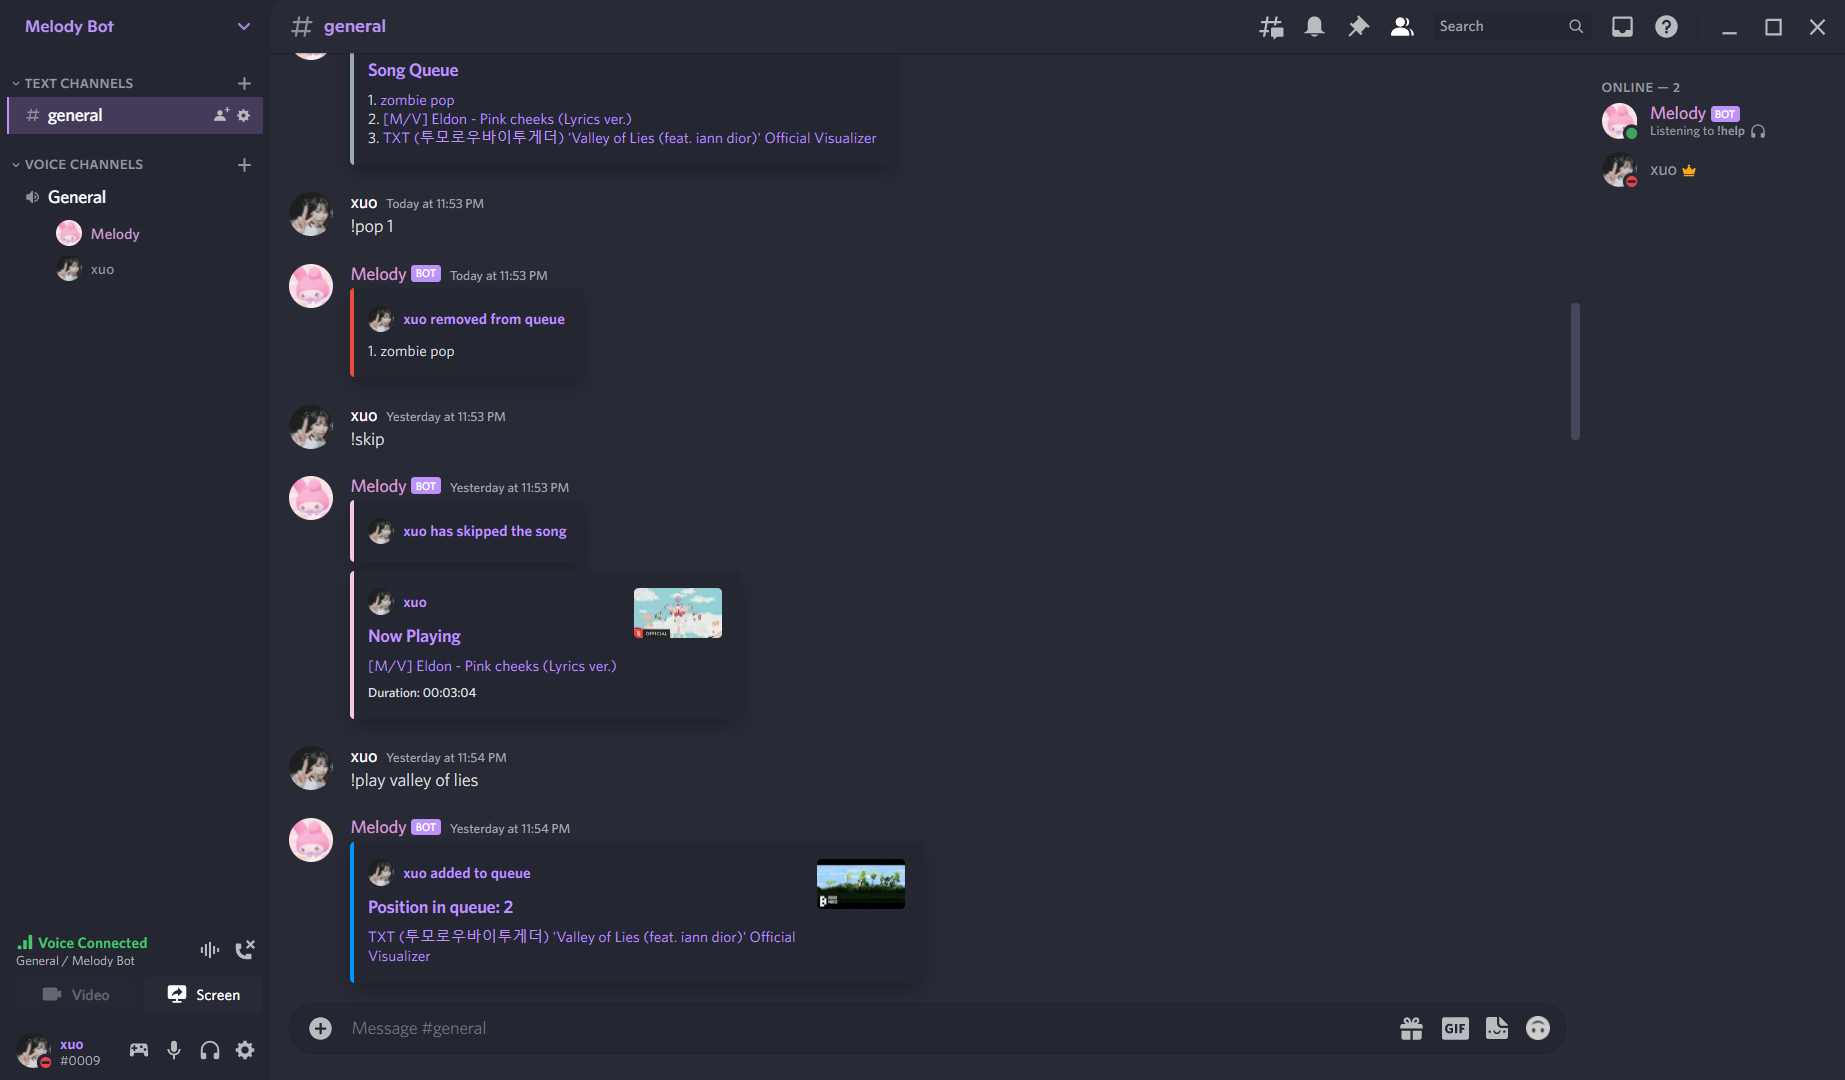 Melody Bot
TEXT CHANNELS
general
VOICE CHANNELS
General
Melody
xuo
Voice Connected
General / Melody Bot
Video
Screen
xuo
#0009
general
Search
Song Queue
1. zombie pop
2. [M/V] Eldon - Pink cheeks (Lyrics ver.)
3. TXT (투모로우바이투게더) 'Valley of Lies (feat. iann dior)' Official Visualizer
xuo Today at 11:53 PM
!pop 1
Melody BOT Today at 11:53 PM
xuo removed from queue
1. zombie pop
xuo Yesterday at 11:53 PM
!skip
Melody BOT Yesterday at 11:53 PM
xuo has skipped the song
xuo
Now Playing
[M/V] Eldon - Pink cheeks (Lyrics ver.)
Duration: 00:03:04
OFFICIAL
xuo Yesterday at 11:54 PM
!play valley of lies
Melody BOT Yesterday at 11:54 PM
xuo added to queue
Position in queue: 2
TXT (투모로우바이투게더) 'Valley of Lies (feat. iann dior)' Official
Visualizer
Message #general
GIF
ONLINE — 2
Melody BOT
Listening to !help
xuo